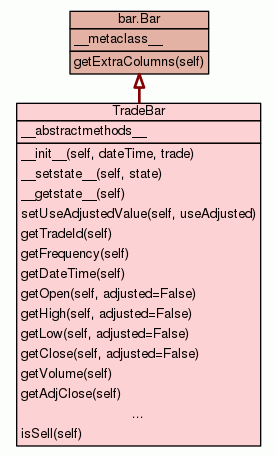 bar.Bar
__metaclass__
getExtraColumns(self)
TradeBar
__abstractmethods__
__init__(self, dateTime, trade)
__setstate__(self, state)
__getstate__(self)
setUseAdjustedValue(self, useAdjusted)
getTradeId(self)
getFrequency(self)
getDateTime(self)
getOpen(self, adjusted=False)
getHigh(self, adjusted=False)
getLow(self, adjusted=False)
getClose(self, adjusted=False)
getVolume(self)
getAdjClose(self)
...
isSell(self)